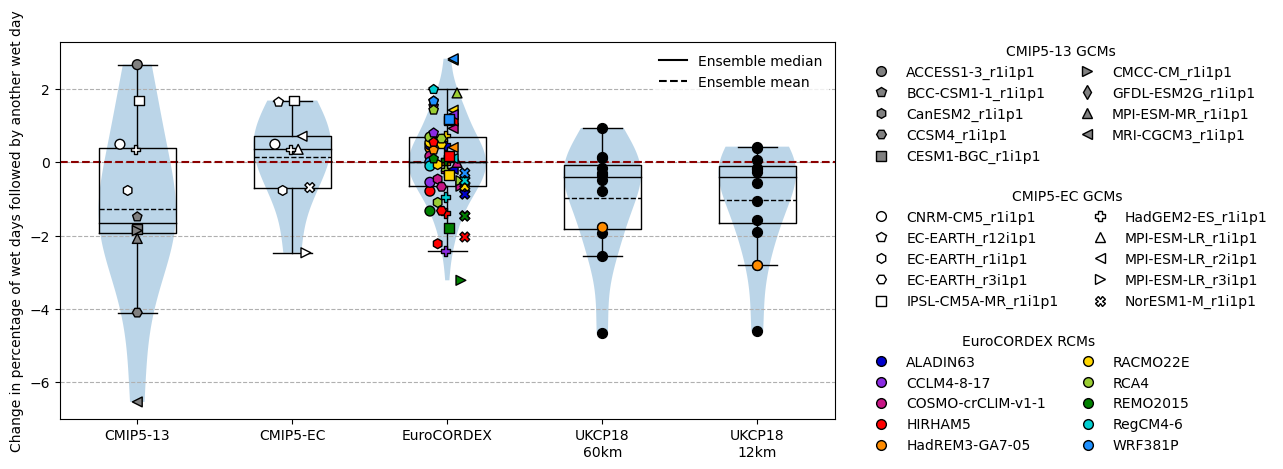 Change in percentage of wet days followed by another wet day
2
0
−2
−4
−6
Ensemble median
Ensemble mean
CMIP5-13
CMIP5-EC
EuroCORDEX
UKCP18
60km
UKCP18
12km
CMIP5-13 GCMs
ACCESS1-3_r1i1p1
BCC-CSM1-1_r1i1p1
CanESM2_r1i1p1
CCSM4_r1i1p1
CESM1-BGC_r1i1p1
CMCC-CM_r1i1p1
GFDL-ESM2G_r1i1p1
MPI-ESM-MR_r1i1p1
MRI-CGCM3_r1i1p1
CMIP5-EC GCMs
CNRM-CM5_r1i1p1
EC-EARTH_r12i1p1
EC-EARTH_r1i1p1
EC-EARTH_r3i1p1
IPSL-CM5A-MR_r1i1p1
HadGEM2-ES_r1i1p1
MPI-ESM-LR_r1i1p1
MPI-ESM-LR_r2i1p1
MPI-ESM-LR_r3i1p1
NorESM1-M_r1i1p1
EuroCORDEX RCMs
ALADIN63
CCLM4-8-17
COSMO-crCLIM-v1-1
HIRHAM5
HadREM3-GA7-05
RACMO22E
RCA4
REMO2015
RegCM4-6
WRF381P